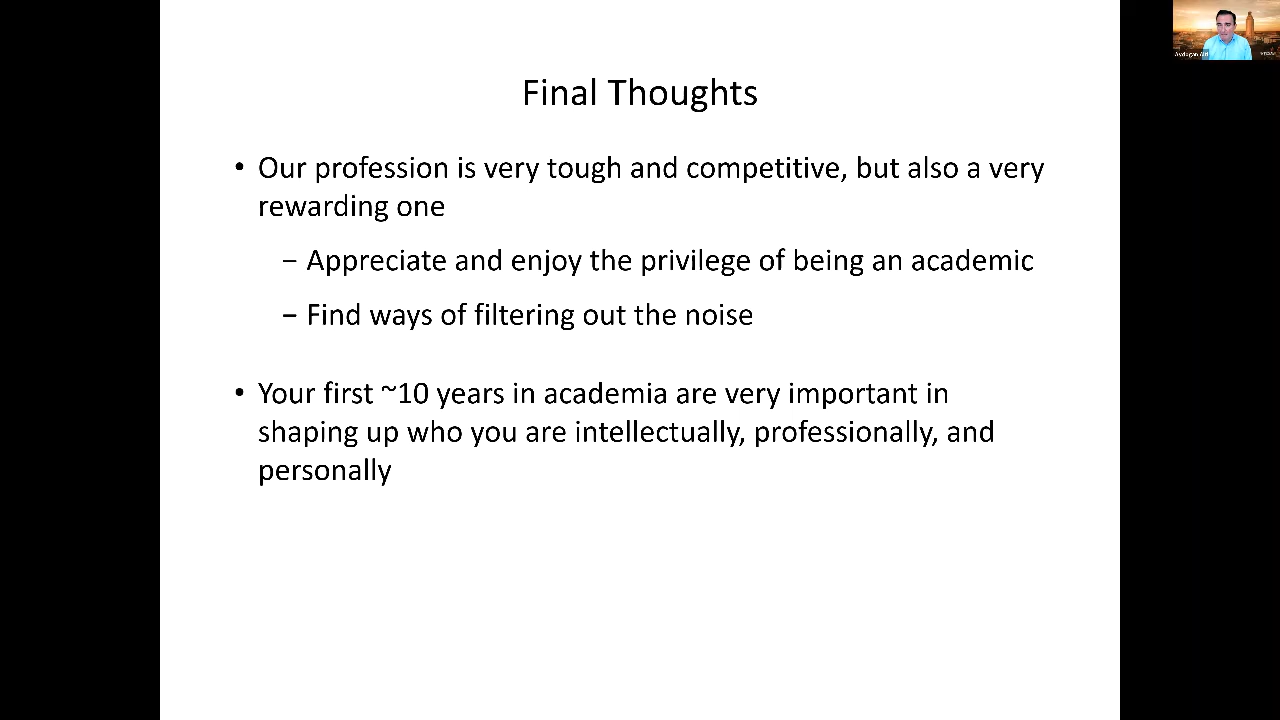 Final Thoughts
• Our profession is very tough and competitive, but also a very
rewarding one
− Appreciate and enjoy the privilege of being an academic
− Find ways of filtering out the noise
• Your first ~10 years in academia are very important in
shaping up who you are intellectually, professionally, and
personally
Aydogan Alti